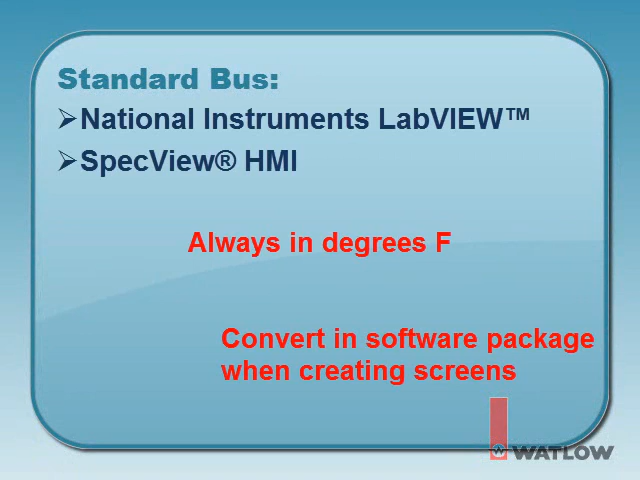 Standard Bus:
➢National Instruments LabVIEW™
➢SpecView® HMI
Always in degrees F
Convert in software package
when creating screens
WATLOW